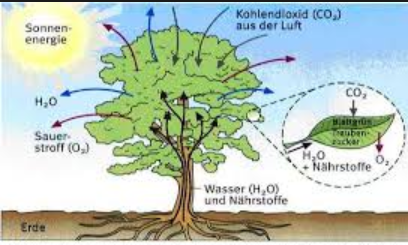 Sonnen-
energie
Kohlendioxid (CO₂)
aus der Luft
H₂O
Sauer-
stoff (O₂)
CO₂
Blattgrün
Trauben-
zucker
H₂O
+ Nährstoffe
O₂
Wasser (H₂O)
und Nährstoffe
Erde